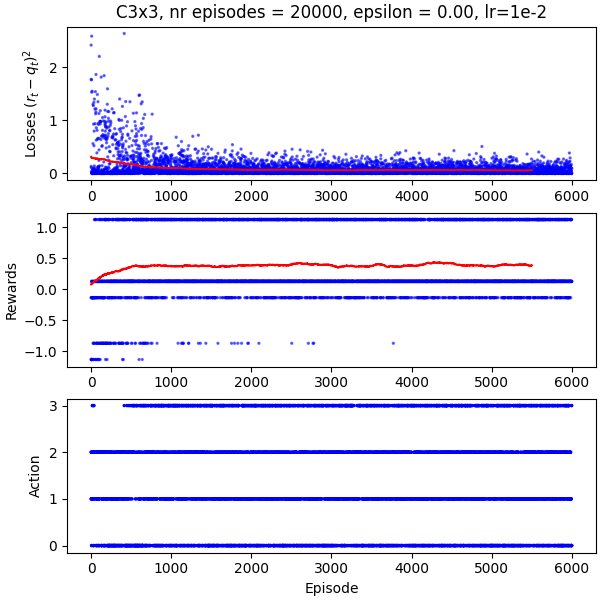 C3x3, nr episodes = 20000, epsilon = 0.00, lr=1e-2
Losses $(r_t - q_t)^2$
2
1
0
0 1000 2000 3000 4000 5000 6000
Rewards
1.0
0.5
0.0
−0.5
−1.0
0 1000 2000 3000 4000 5000 6000
Action
3
2
1
0
0 1000 2000 3000 4000 5000 6000
Episode